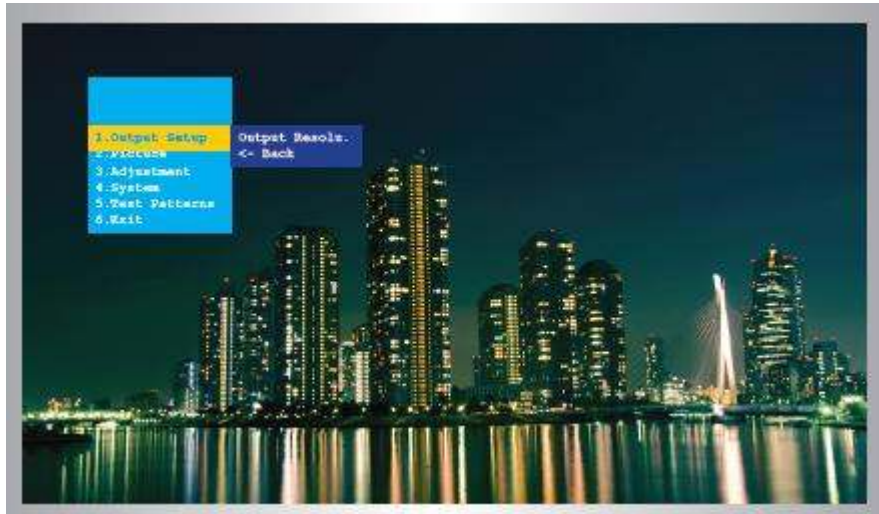 1.Output Setup
2.Picture
3.Adjustment
4.System
5.Test Patterns
6.Exit
Output Resolu.
<- Back